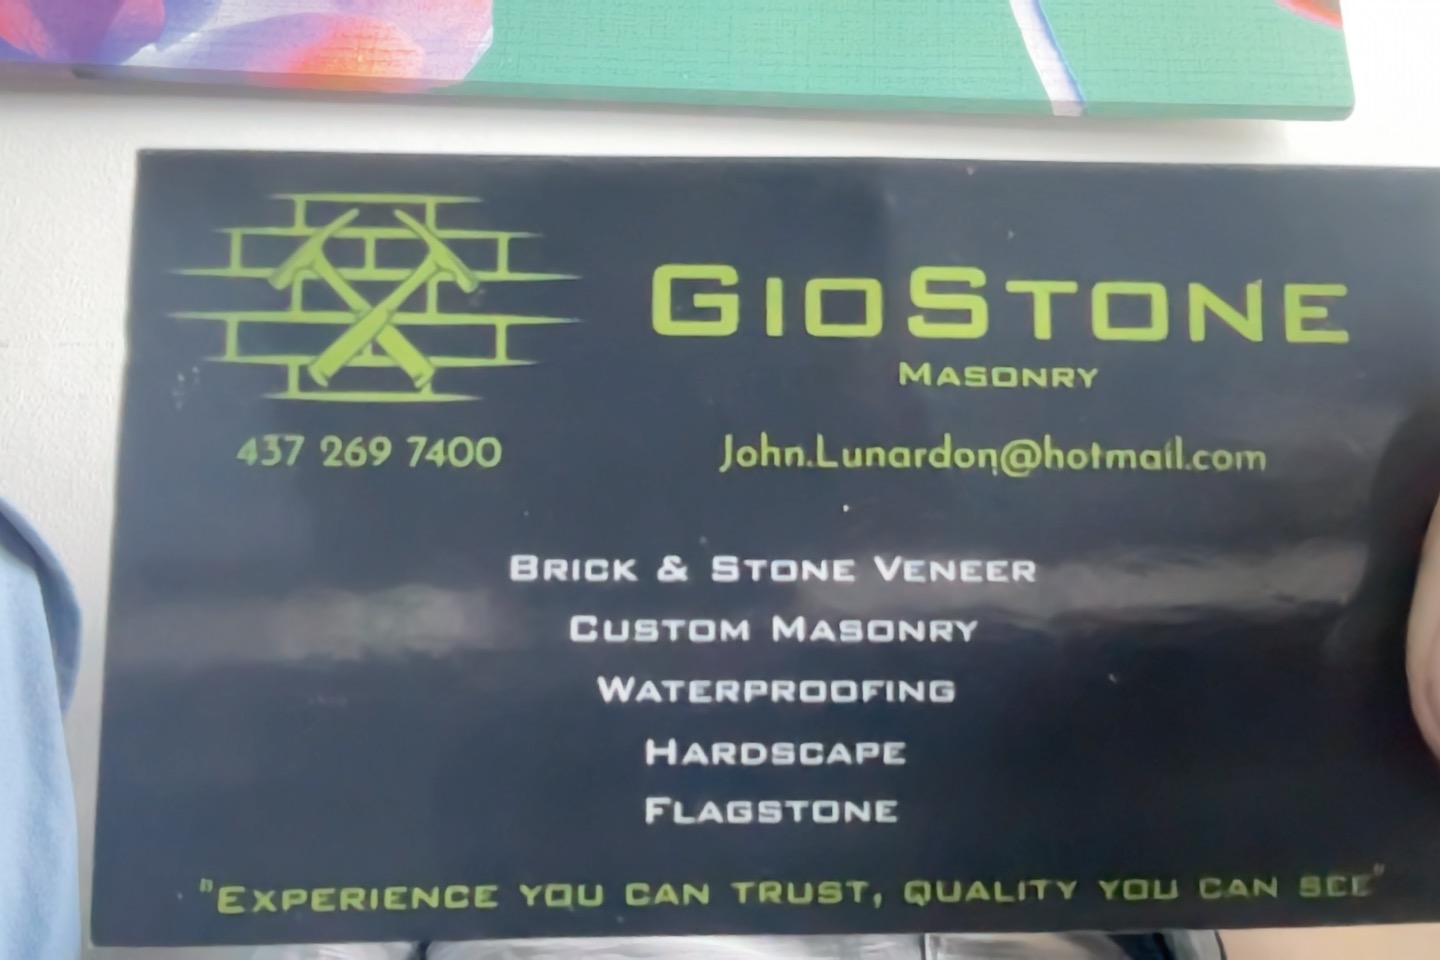 GIOSTONE
MASONRY
437 269 7400
John.Lunardon@hotmail.com
BRICK & STONE VENEER
CUSTOM MASONRY
WATERPROOFING
HARDSCAPE
FLAGSTONE
"EXPERIENCE YOU CAN TRUST, QUALITY YOU CAN SEE"